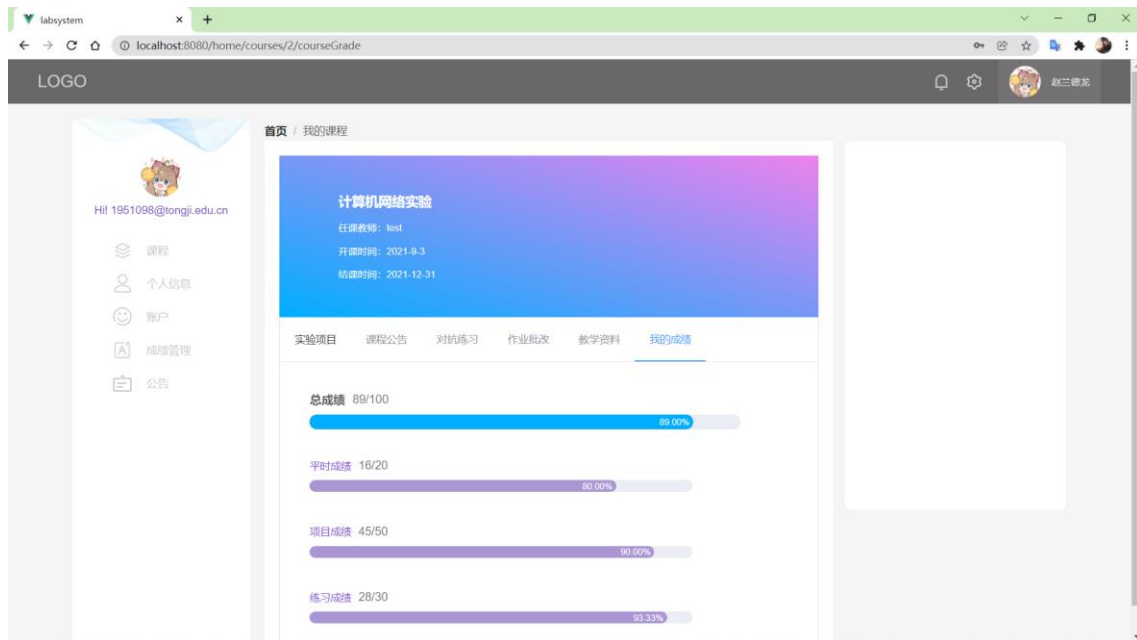 labsystem
localhost:8080/home/courses/2/courseGrade
LOGO
赵兰德龙
首页 / 我的课程
Hi! 1951098@tongji.edu.cn
课程
个人信息
账户
成绩管理
公告
计算机网络实验
任课教师：test
开课时间：2021-9-3
结课时间：2021-12-31
实验项目 课程公告 对抗练习 作业批改 教学资料 我的成绩
总成绩 89/100
89.00%
平时成绩 16/20
80.00%
项目成绩 45/50
90.00%
练习成绩 28/30
93.33%